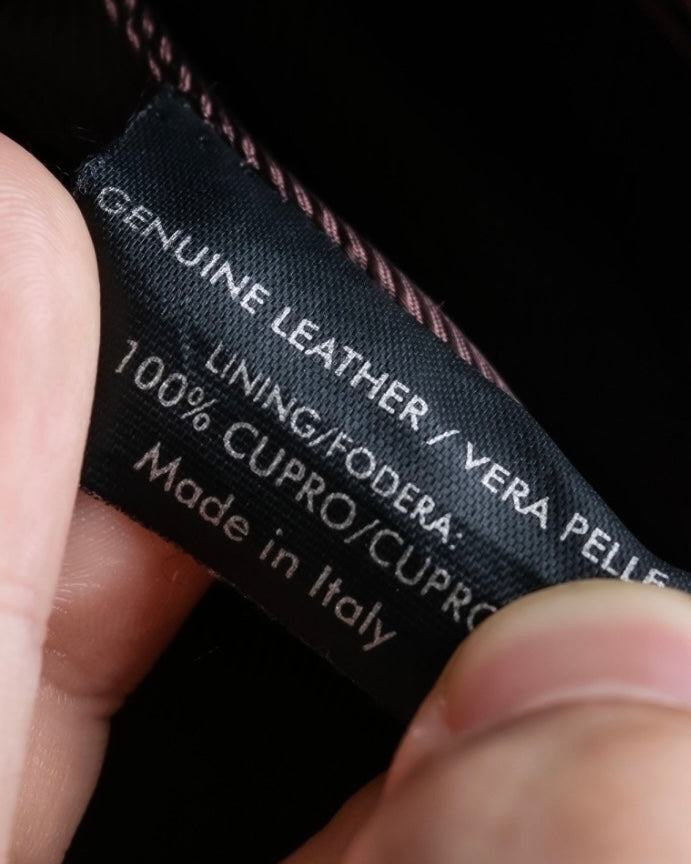 GENUINE LEATHER / VERA PELLE
LINING/FODERA:
100% CUPRO/CUPRO
Made in Italy